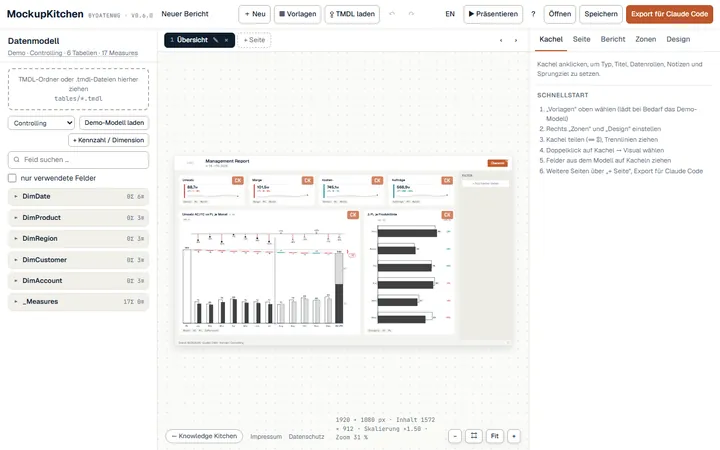 MockupKitchen BYDATENWG · V0.6.0 Neuer Bericht + Neu Vorlagen TMDL laden EN Präsentieren ? Öffnen Speichern Export für Claude Code
Datenmodell
Demo · Controlling · 6 Tabellen · 17 Measures
TMDL-Ordner oder .tmdl-Dateien hierher
ziehen
tables/*.tmdl
Controlling Demo-Modell laden
+ Kennzahl / Dimension
Feld suchen …
nur verwendete Felder
DimDate
DimProduct
DimRegion
DimCustomer
DimAccount
_Measures
1 Übersicht × + Seite
Management Report
Umsatz
Marge
Kosten
Aufträge
← Knowledge Kitchen Impressum Datenschutz
1920 × 1080 px · Inhalt 1572
× 912 · Skalierung ×1.50 ·
Zoom 31 %
− Fit +
Kachel Seite Bericht Zonen Design
Kachel anklicken, um Typ, Titel, Datenrollen, Notizen und
Sprungziel zu setzen.
SCHNELLSTART
1. „Vorlagen" oben wählen (lädt bei Bedarf das Demo-
Modell)
2. Rechts „Zonen" und „Design" einstellen
3. Kachel teilen, Trennlinien ziehen
4. Doppelklick auf Kachel → Visual wählen
5. Felder aus dem Modell auf Kacheln ziehen
6. Weitere Seiten über „+ Seite", Export für Claude Code